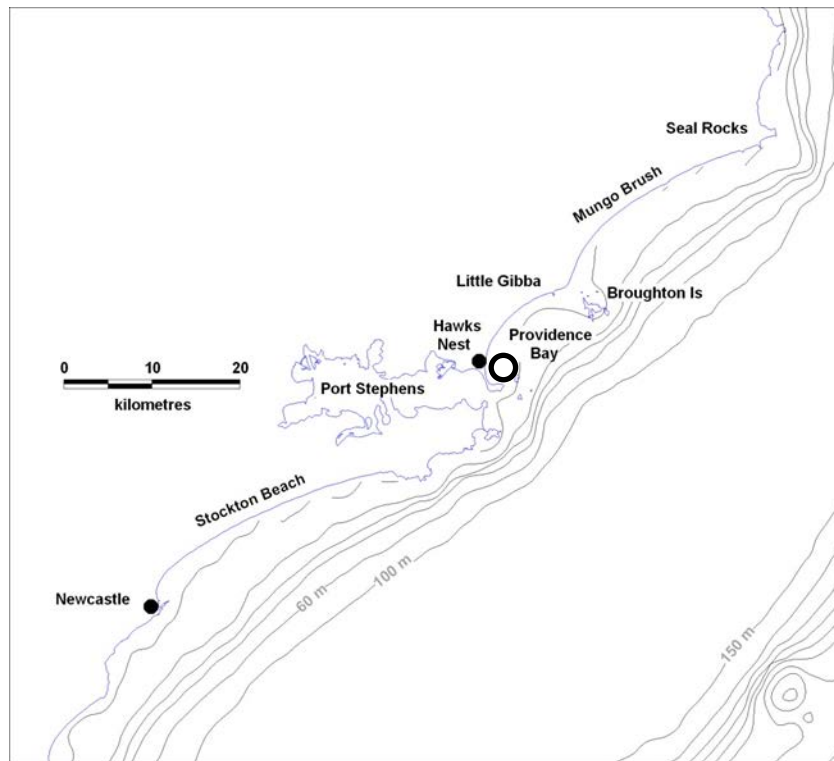 Seal Rocks
Mungo Brush
Little Gibba
Broughton Is
Hawks
Nest
Providence
Bay
0 10 20
kilometres
Port Stephens
Stockton Beach
Newcastle
60 m
100 m
150 m